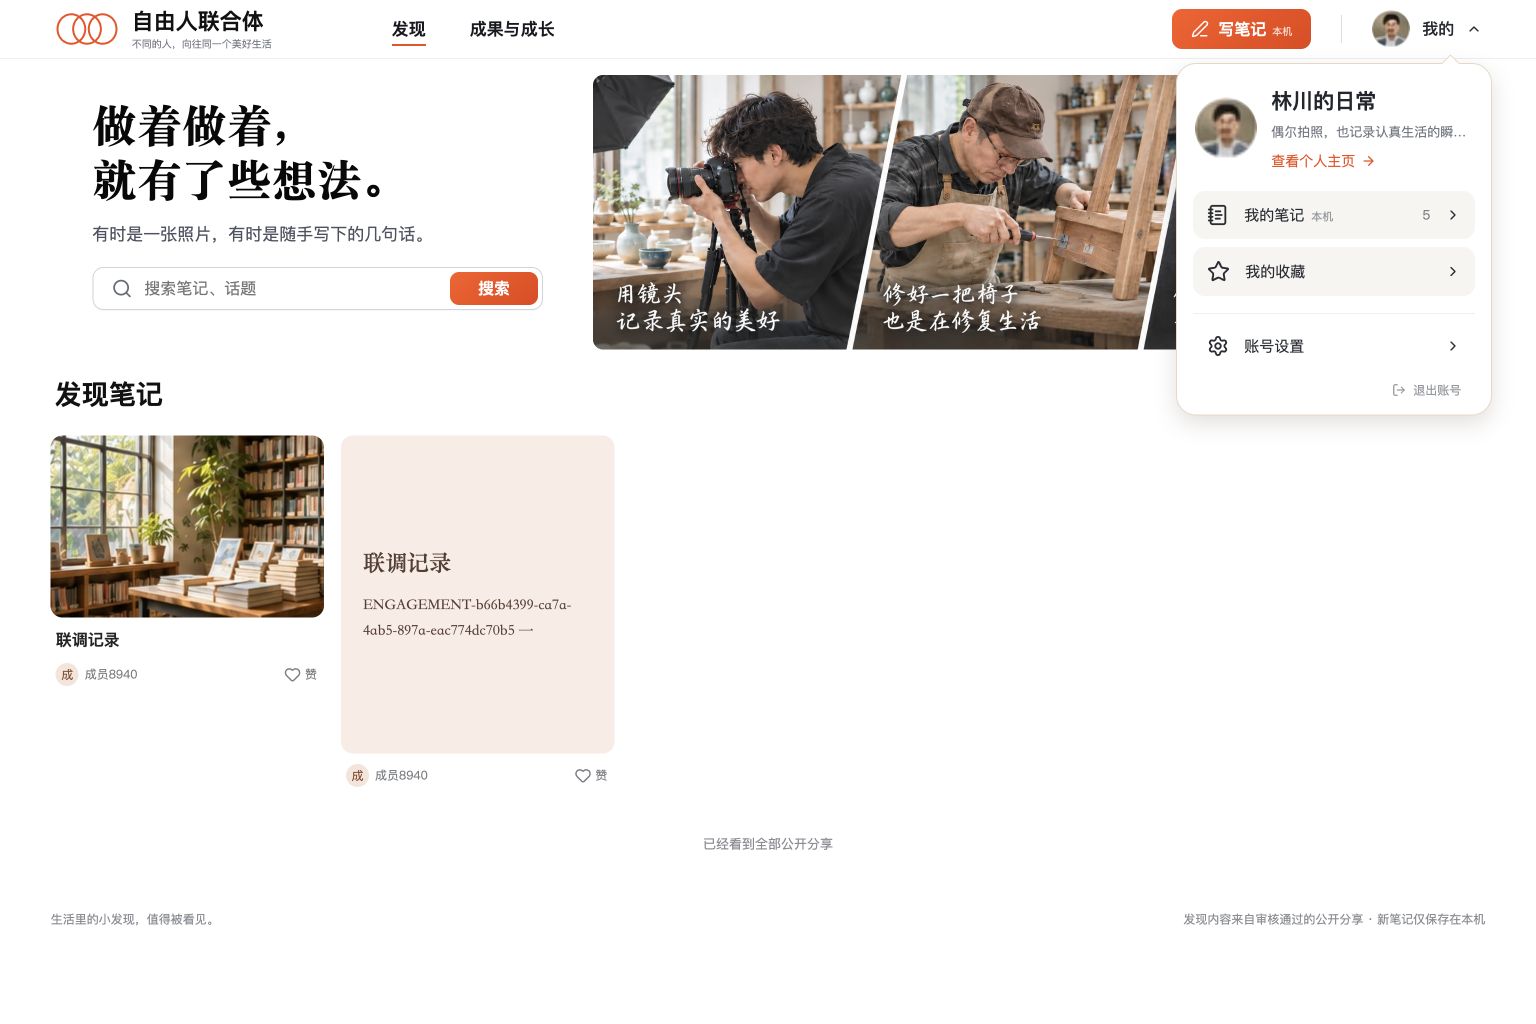 自由人联合体
不同的人，向往同一个美好生活
发现
成果与成长
写笔记 本机
我的
做着做着，
就有了些想法。
有时是一张照片，有时是随手写下的几句话。
搜索笔记、话题
搜索
用镜头
记录真实的美好
修好一把椅子
也是在修复生活
林川的日常
偶尔拍照，也记录认真生活的瞬...
查看个人主页
我的笔记 本机 5
我的收藏
账号设置
退出账号
发现笔记
联调记录
成 成员8940 赞
联调记录
ENGAGEMENT-b66b4399-ca7a-
4ab5-897a-eac774dc70b5 一
成 成员8940 赞
已经看到全部公开分享
生活里的小发现，值得被看见。
发现内容来自审核通过的公开分享 · 新笔记仅保存在本机